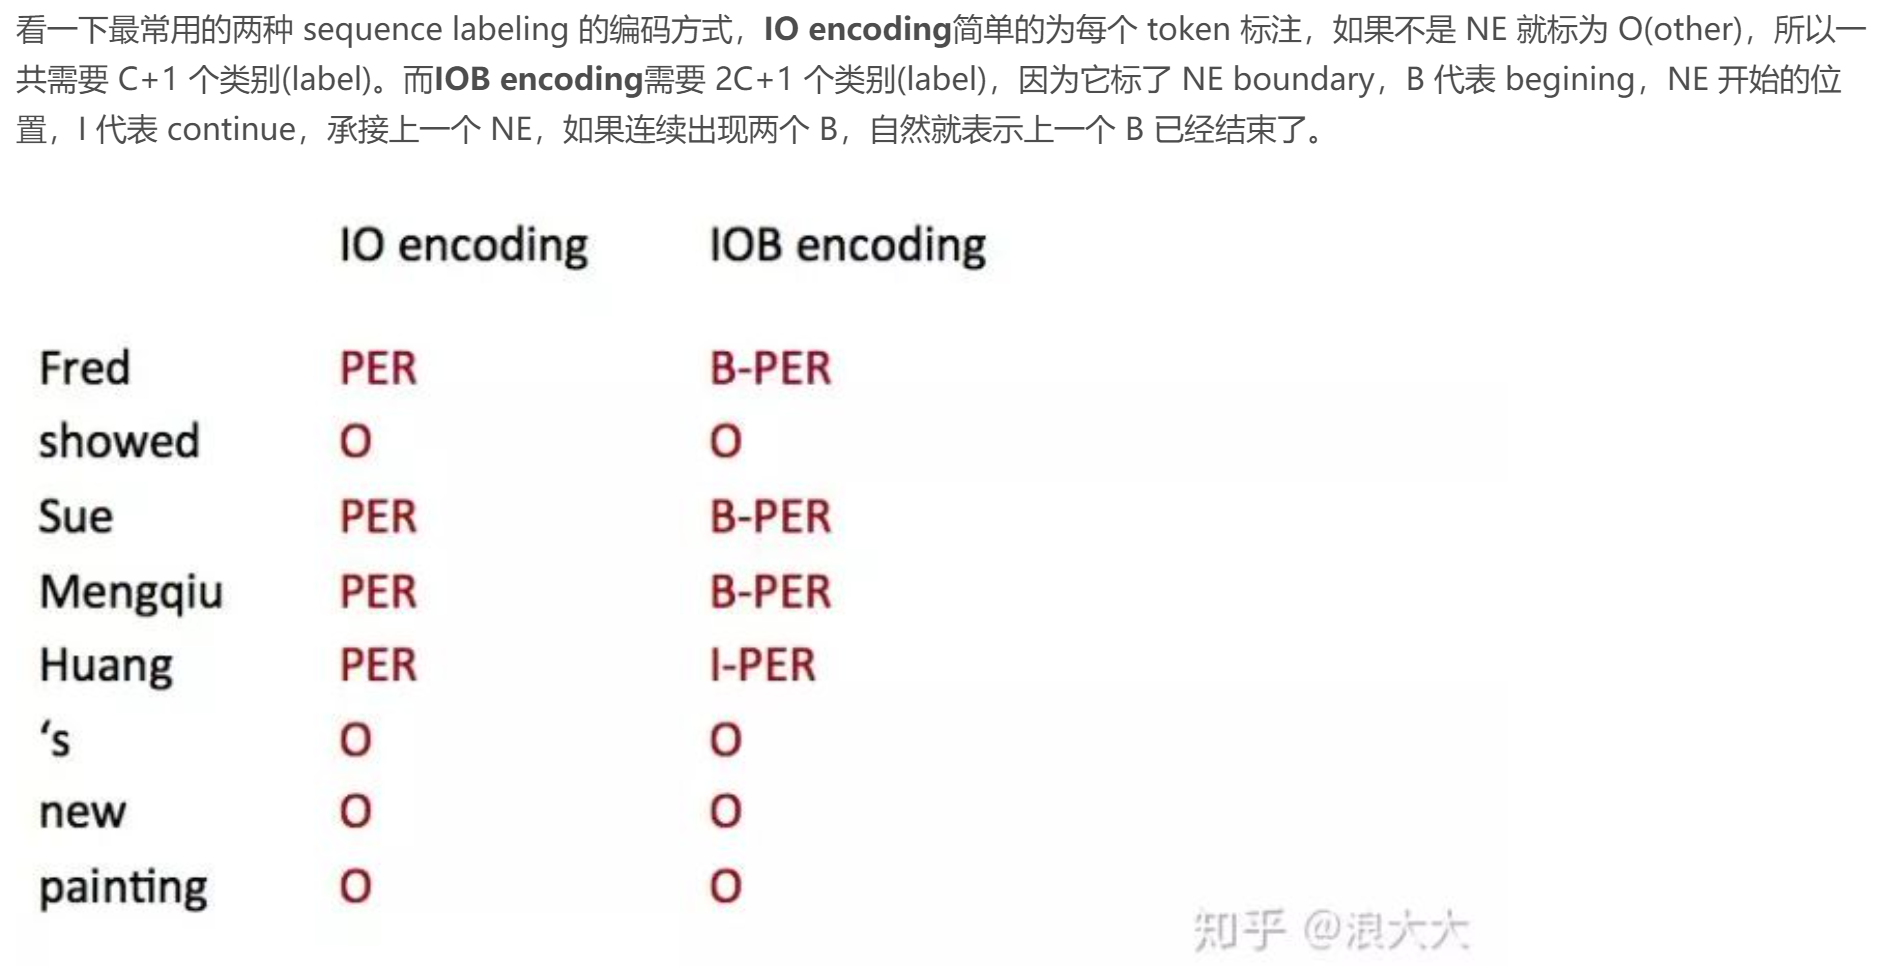 看一下最常用的两种 sequence labeling 的编码方式，IO encoding简单的为每个 token 标注，如果不是 NE 就标为 O(other)，所以一
共需要 C+1 个类别(label)。而IOB encoding需要 2C+1 个类别(label)，因为它标了 NE boundary，B 代表 begining，NE 开始的位
置，I 代表 continue，承接上一个 NE，如果连续出现两个 B，自然就表示上一个 B 已经结束了。
IO encoding IOB encoding
Fred PER B-PER
showed O O
Sue PER B-PER
Mengqiu PER B-PER
Huang PER I-PER
‘s O O
new O O
painting O O
知乎 @浪大大